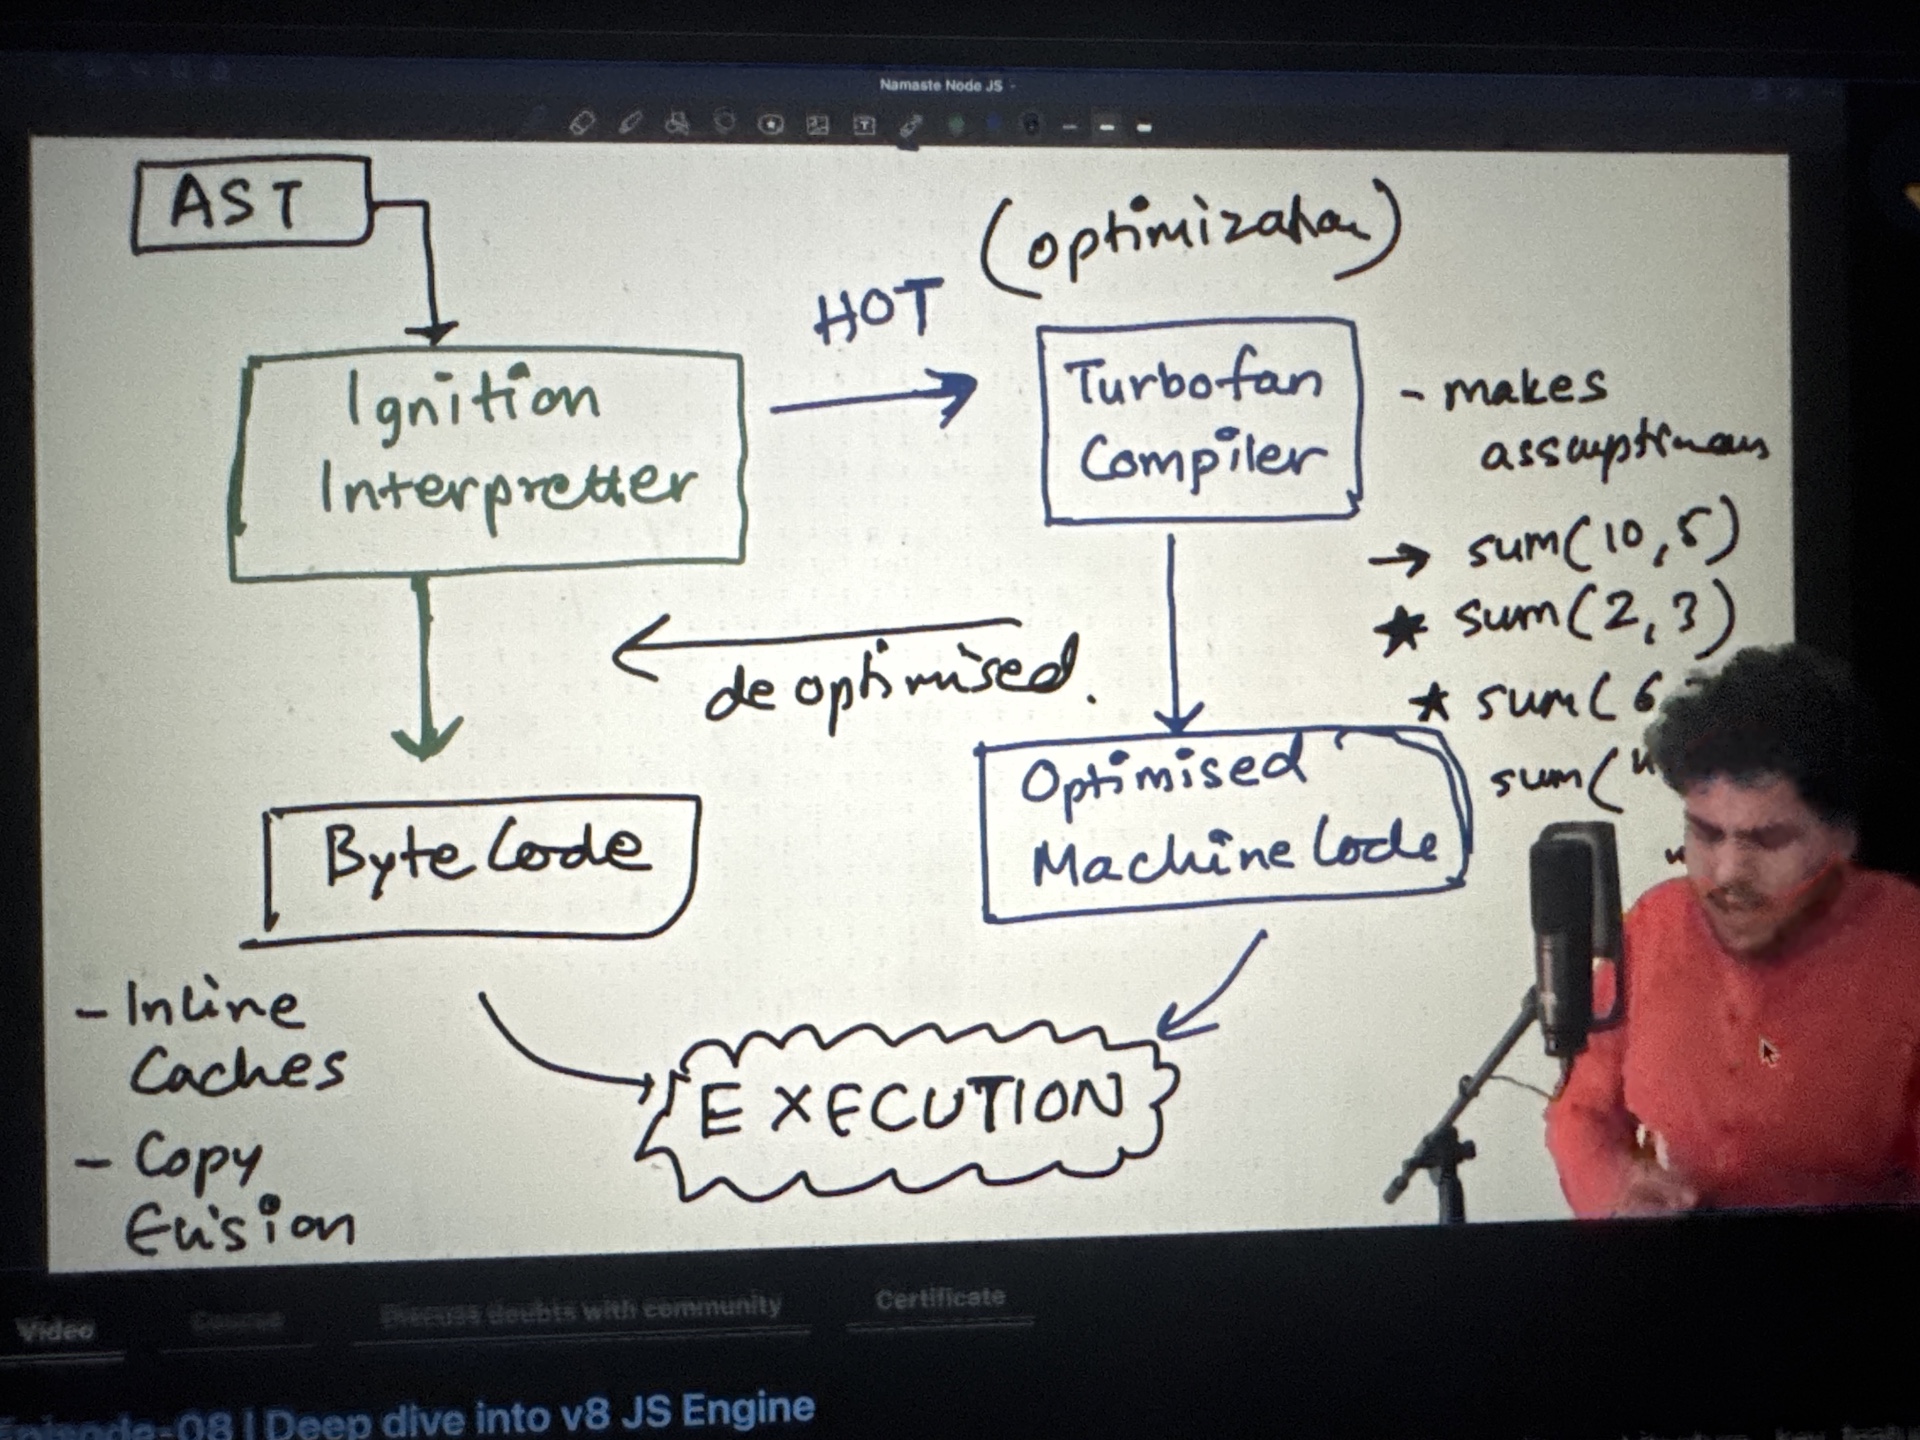 Namaste Node JS
AST
(optimization)
HOT
Ignition
Interpretter
Turbofan
Compiler
- makes
assumptions
→ sum(10,5)
★ sum(2,3)
★ sum(6
sum("
deoptimised.
Optimised
Machine Code
Byte Code
- Inline
Caches
- Copy
Elision
EXECUTION
Video
Course
Discuss doubts with community
Certificate
Episode-08 | Deep dive into v8 JS Engine